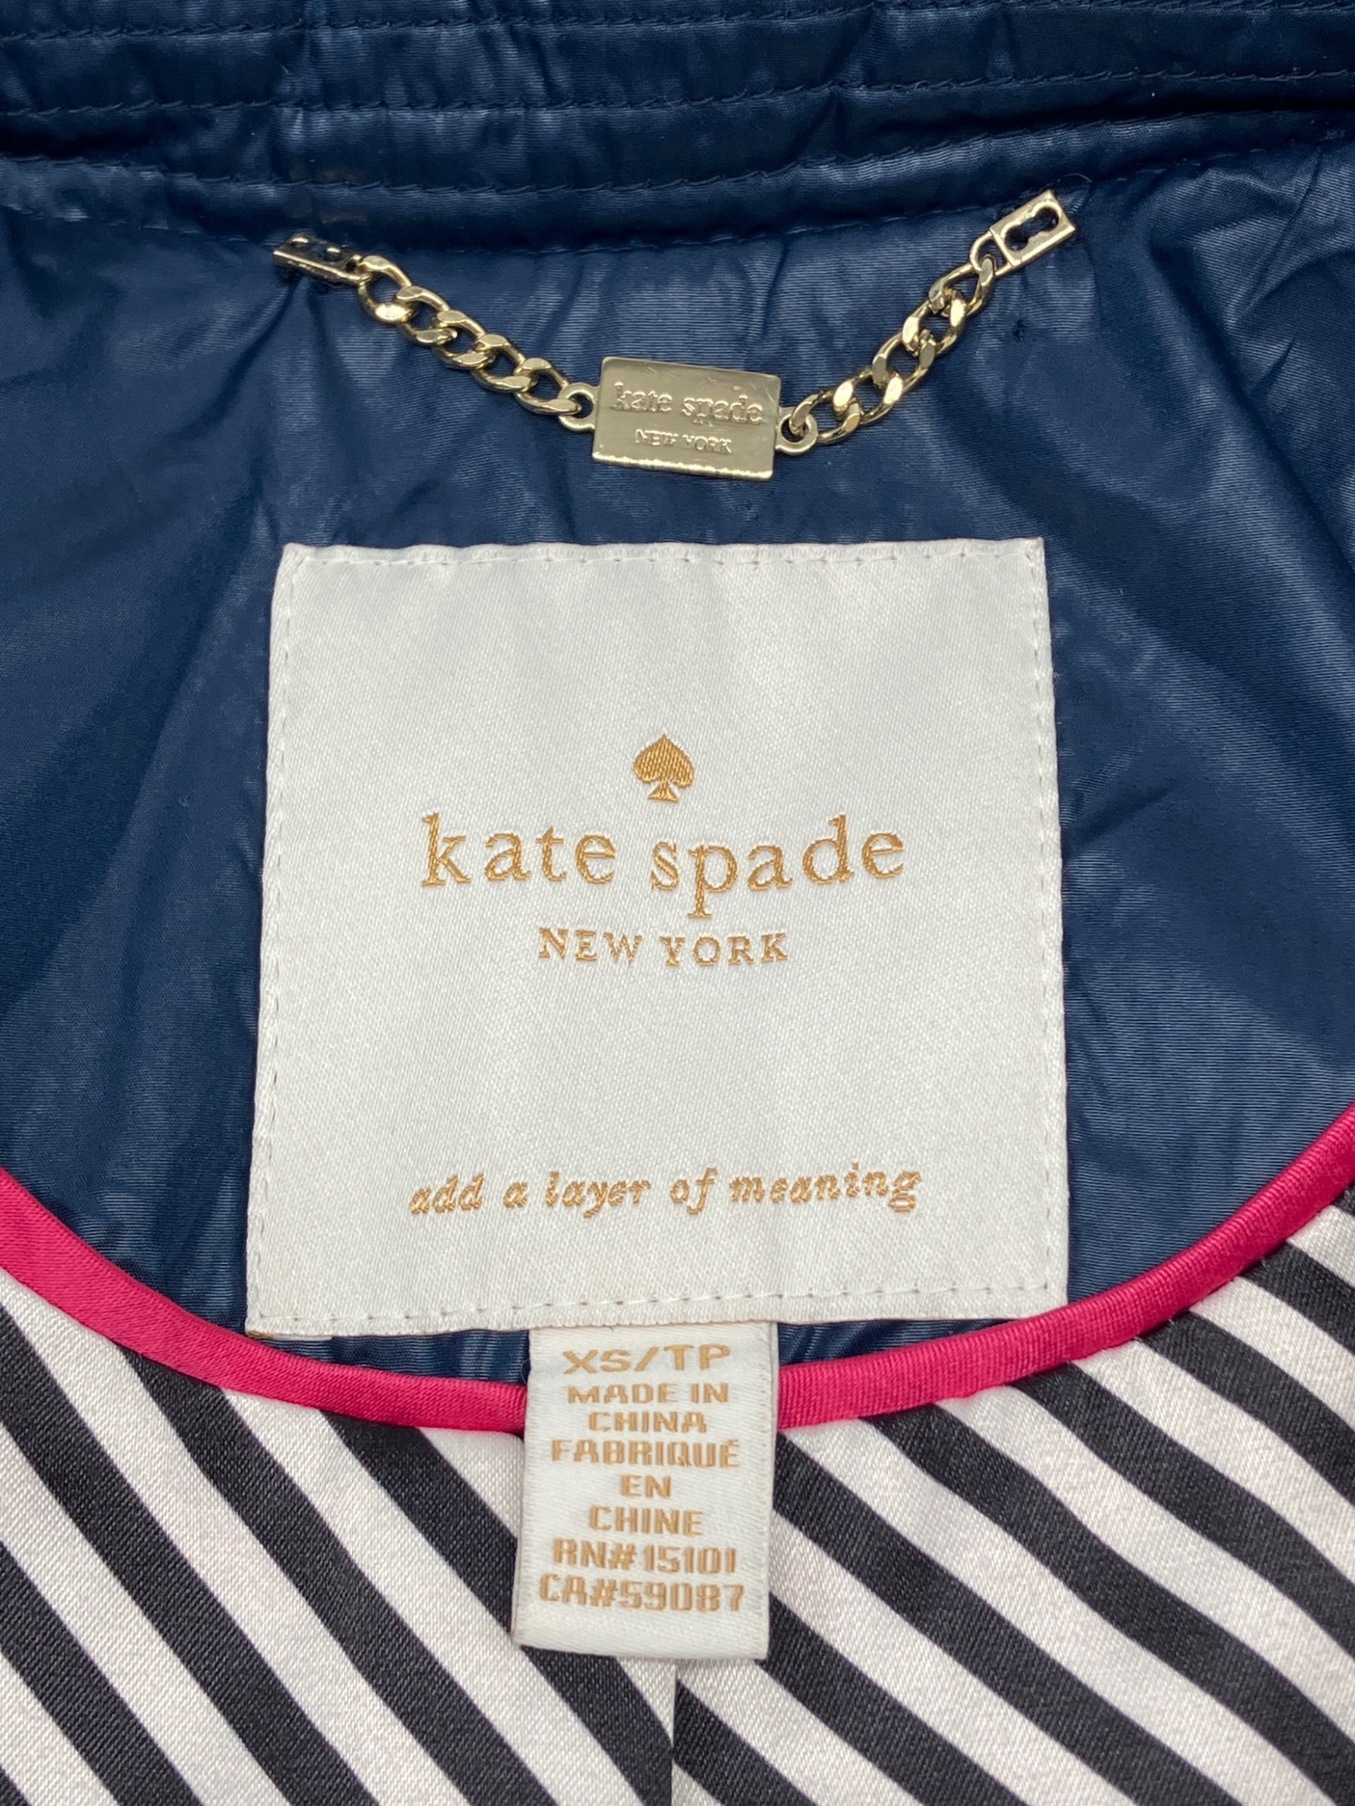 kate spade
NEW YORK
kate spade
NEW YORK
add a layer of meaning
XS/TP
MADE IN
CHINA
FABRIQUÉ
EN
CHINE
RN#15101
CA#59087